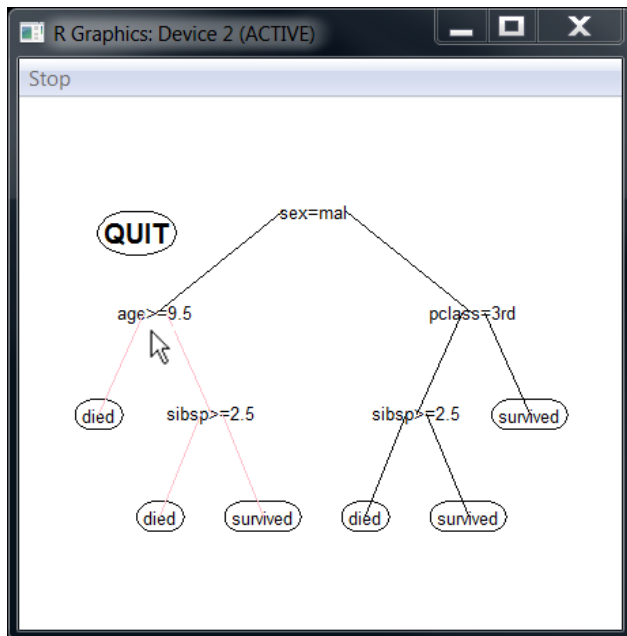 R Graphics: Device 2 (ACTIVE)
Stop
sex=mal
QUIT
age>=9.5
pclass=3rd
died
sibsp>=2.5
sibsp>=2.5
survived
died
survived
died
survived